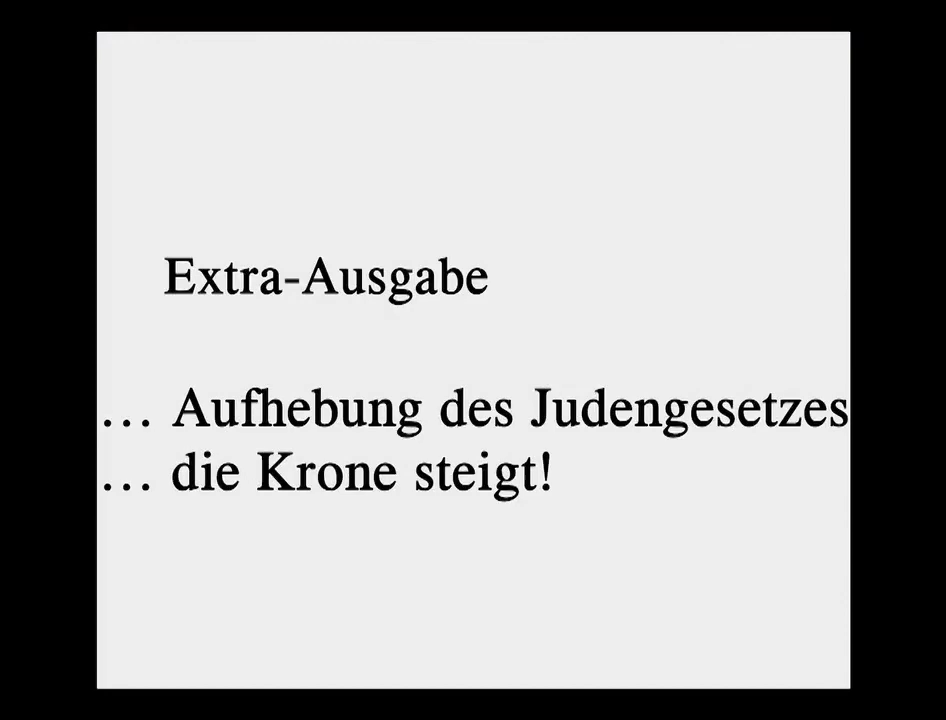 Extra-Ausgabe
... Aufhebung des Judengesetzes
... die Krone steigt!